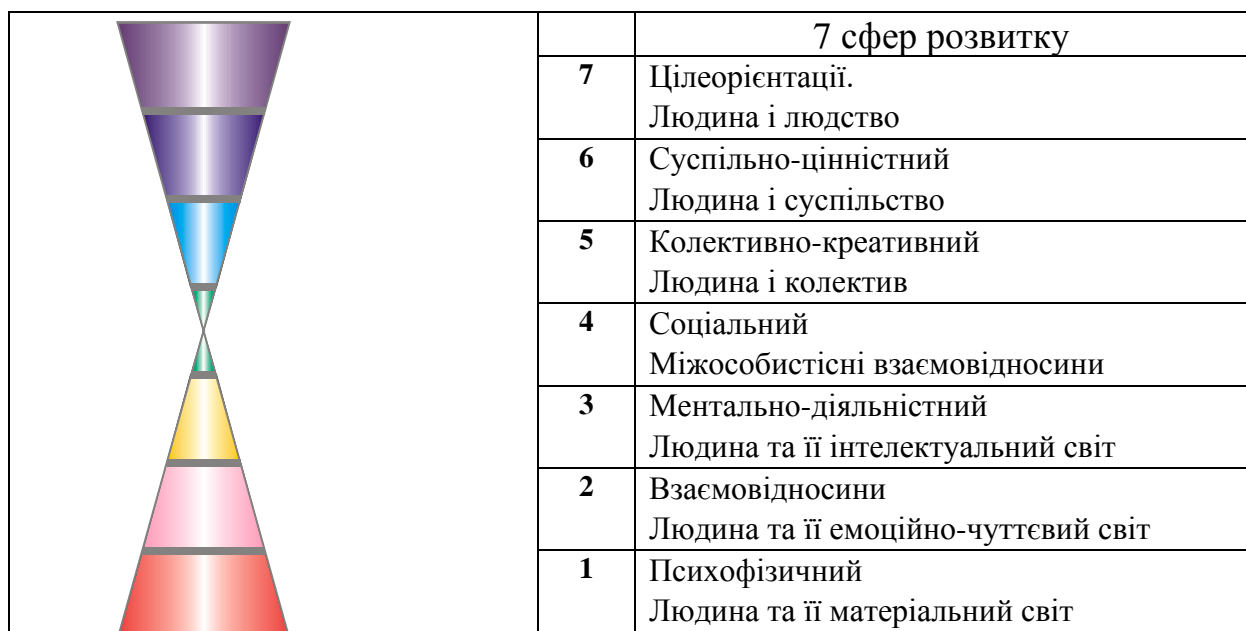 7 сфер розвитку
7 Цілеорієнтації.
Людина і людство
6 Суспільно-цінністний
Людина і суспільство
5 Колективно-креативний
Людина і колектив
4 Соціальний
Міжособистісні взаємовідносини
3 Ментально-діяльністний
Людина та її інтелектуальний світ
2 Взаємовідносини
Людина та її емоційно-чуттєвий світ
1 Психофізичний
Людина та її матеріальний світ